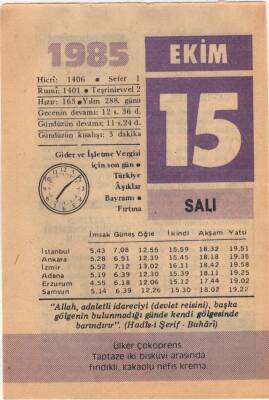 1985
EKİM
15
SALI
Hicrî: 1406 • Sefer 1
Rumî: 1401 • Teşrinievvel 2
Hızır: 163 • Yılın 288. günü
Gecenin devamı: 12 s. 36 d.
Gündüzün devamı: 11 s. 24 d.
Gündüzün kısalışı: 3 dakika
Gider ve İşletme Vergisi
için son gün •
Türkiye
Âşıklar
Bayramı •
Fırtına
İmsak Güneş Öğle İkindi Akşam Yatsı
İstanbul 5.43 7.08 12.55 15.59 18.32 19.51
Ankara 5.28 6.51 12.39 15.45 18.18 19.35
İzmir 5.52 7.12 13.02 16.11 18.42 19.58
Adana 5.19 6.39 12.30 15.39 18.11 19.25
Erzurum 4.55 6.18 12.06 15.12 17.44 19.02
Samsun 5.14 6.39 12.26 15.30 18.02 19.22
"Allah, adaletli idareciyi (devlet reisini), başka
gölgenin bulunmadığı günde kendi gölgesinde
barındırır". (Hadîs-i Şerif - Buhârî)
Ülker Çokoprens.
Taptaze iki bisküvi arasında
fındıklı, kakaolu nefis krema.